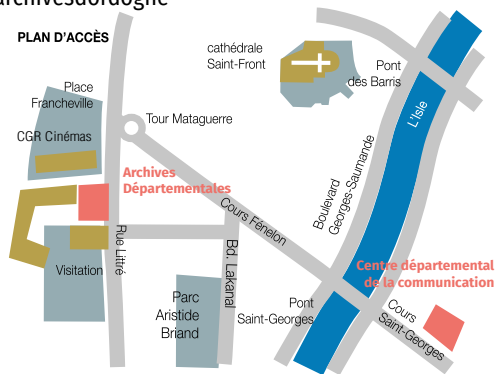 archivesdordogne
PLAN D'ACCÈS
cathédrale
Saint-Front
Pont
des Barris
Place
Francheville
CGR Cinémas
Tour Mataguerre
L'Isle
Archives
Départementales
Boulevard
Georges-Saumande
Cours Fénelon
Rue Littré
Bd. Lakanal
Visitation
Centre départemental
de la communication
Parc
Aristide
Briand
Pont
Saint-Georges
Cours
Saint-Georges